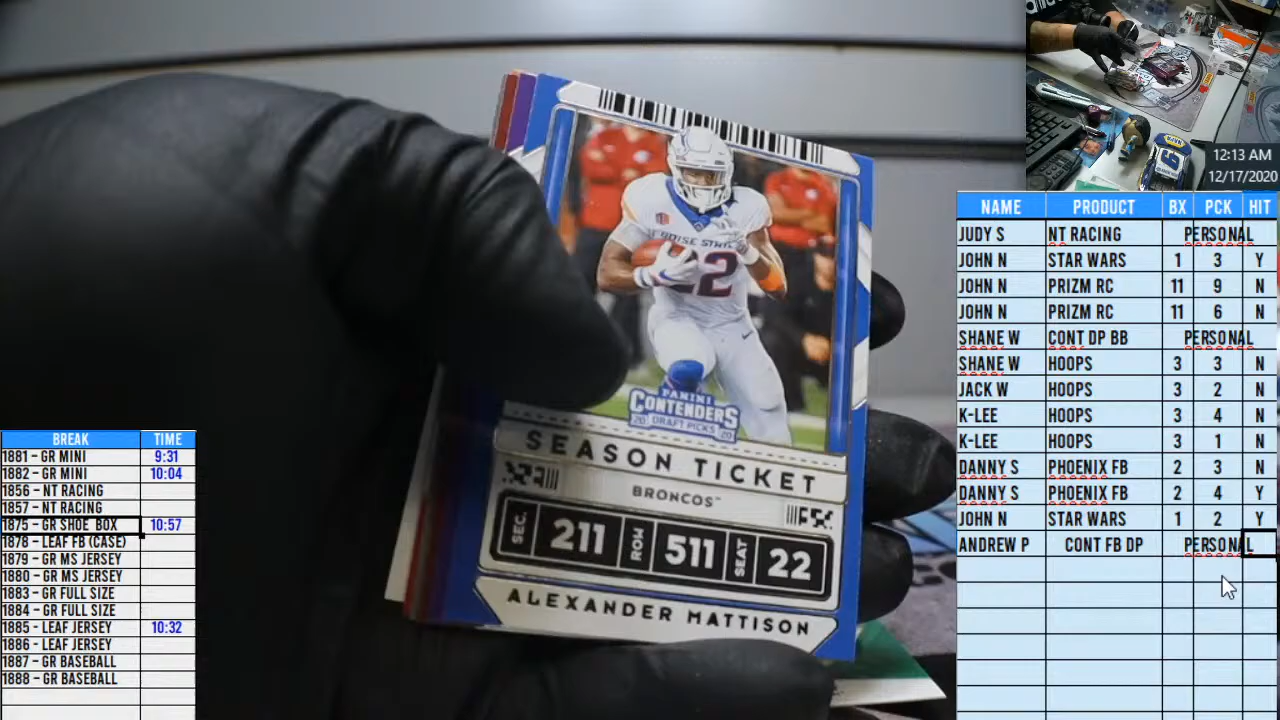 12:13 AM
12/17/2020
NAME PRODUCT BX PCK HIT
JUDY S NT RACING PERSONAL
JOHN N STAR WARS 1 3 Y
JOHN N PRIZM RC 11 9 N
JOHN N PRIZM RC 11 6 N
SHANE W CONT DP BB PERSONAL
SHANE W HOOPS 3 3 N
JACK W HOOPS 3 2 N
K-LEE HOOPS 3 4 N
K-LEE HOOPS 3 1 N
DANNY S PHOENIX FB 2 3 N
DANNY S PHOENIX FB 2 4 Y
JOHN N STAR WARS 1 2 Y
ANDREW P CONT FB DP PERSONAL
BREAK TIME
1881 - GR MINI 9:31
1882 - GR MINI 10:04
1856 - NT RACING
1857 - NT RACING
1875 - GR SHOE BOX 10:57
1878 - LEAF FB (CASE)
1879 - GR MS JERSEY
1880 - GR MS JERSEY
1883 - GR FULL SIZE
1884 - GR FULL SIZE
1885 - LEAF JERSEY 10:32
1886 - LEAF JERSEY
1887 - GR BASEBALL
1888 - GR BASEBALL
BOISE STATE
22
PANINI
CONTENDERS
20 DRAFT PICKS 20
SEASON TICKET
BRONCOS
SEC. 211 ROW 511 SEAT 22
ALEXANDER MATTISON